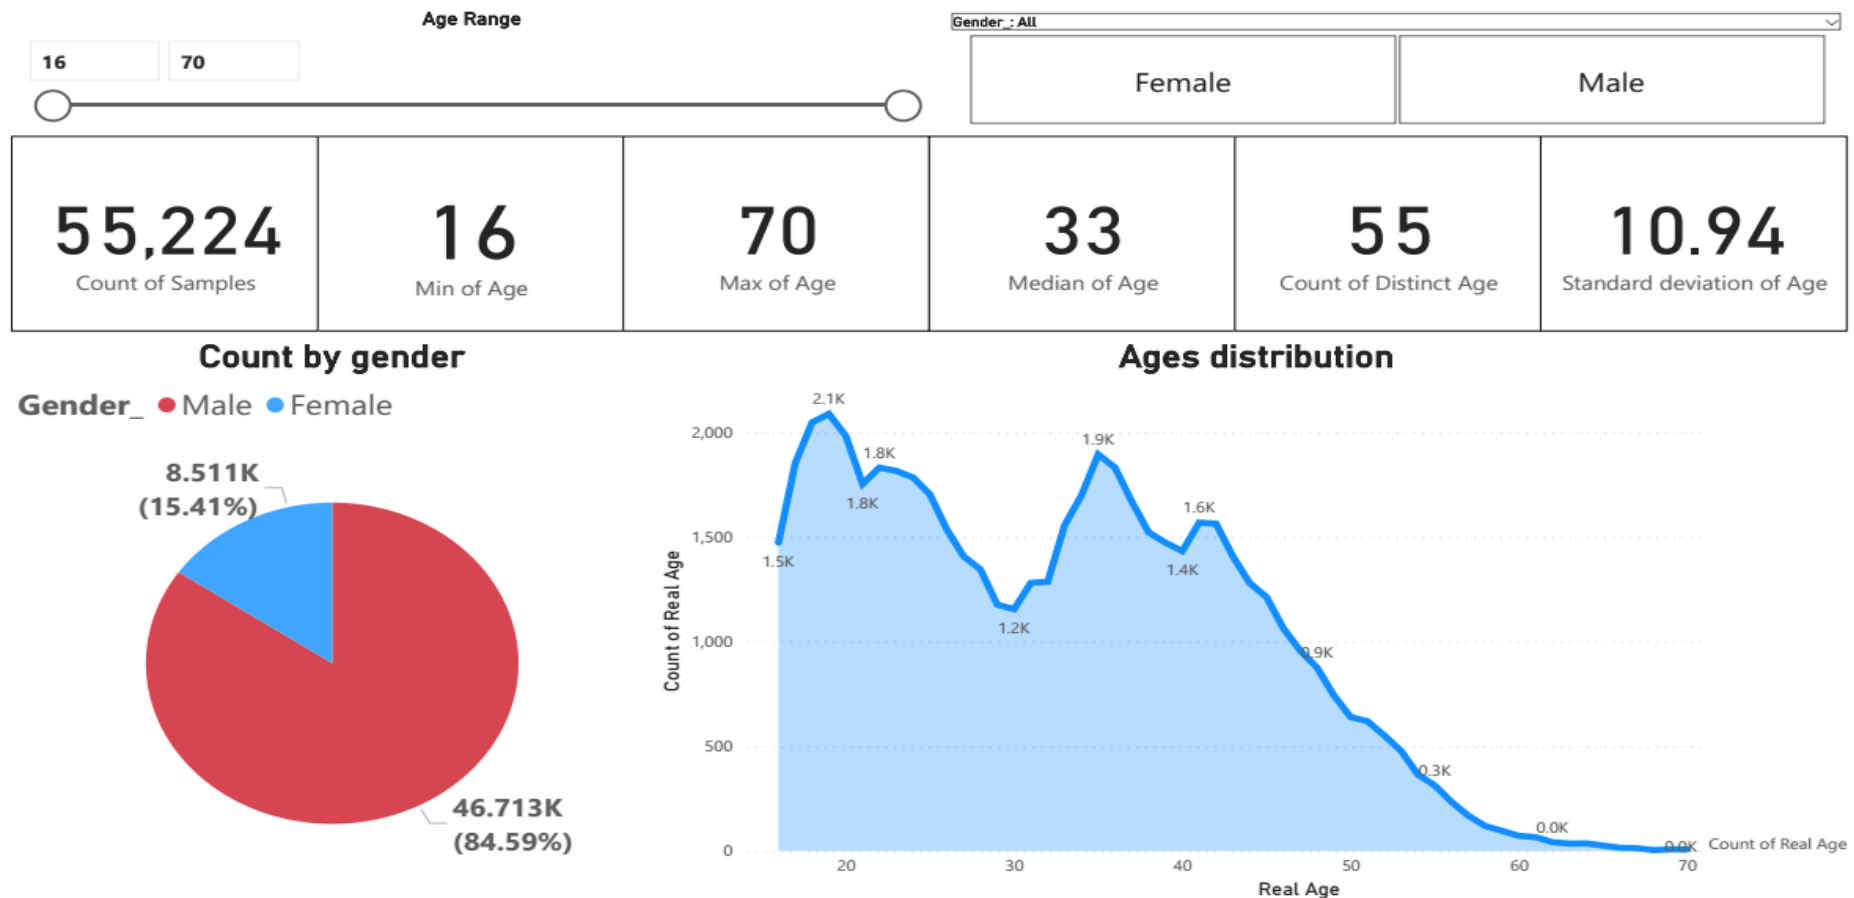 Age Range
Gender_: All
16
70
Female
Male
55,224
Count of Samples
16
Min of Age
70
Max of Age
33
Median of Age
55
Count of Distinct Age
10.94
Standard deviation of Age
Count by gender
Gender_ Male Female
8.511K
(15.41%)
46.713K
(84.59%)
Ages distribution
Count of Real Age
2,000
1,500
1,000
500
0
2.1K
1.8K
1.8K
1.5K
1.2K
1.9K
1.4K
1.6K
0.9K
0.3K
0.0K
0.0K
Count of Real Age
20
30
40
50
60
70
Real Age